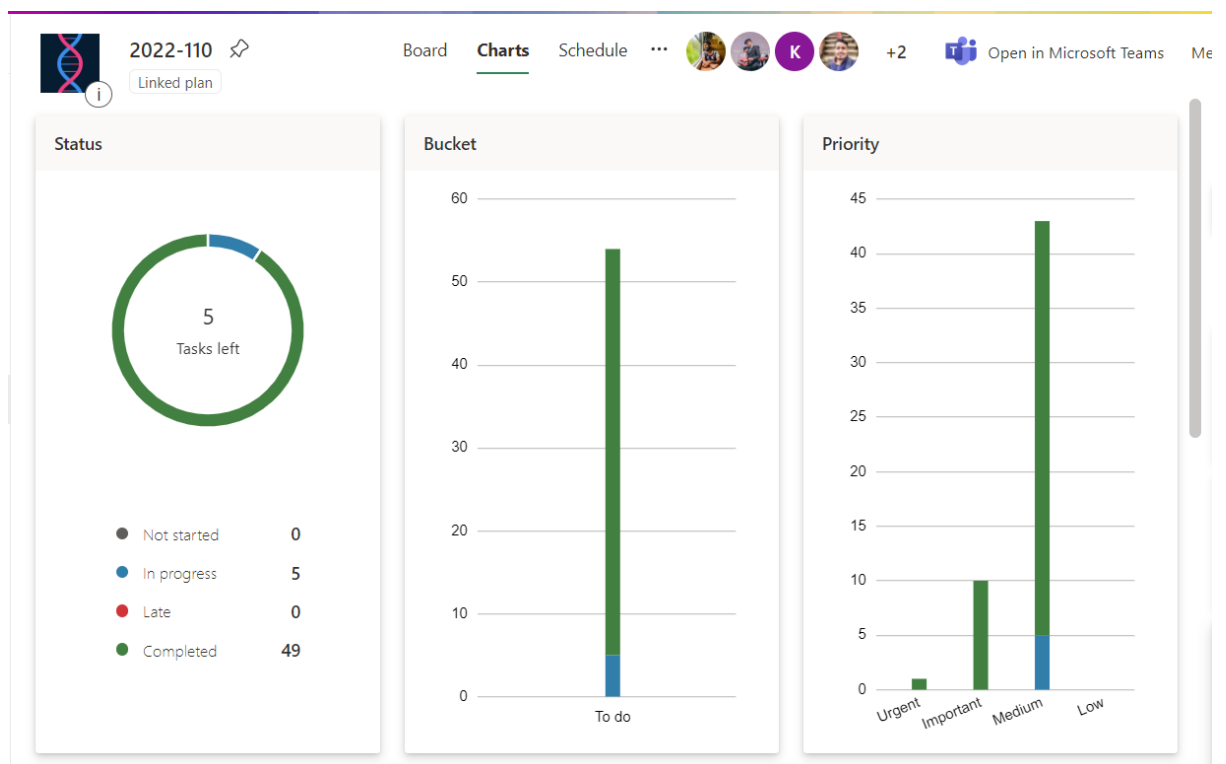 2022-110
Linked plan
Board Charts Schedule ...
K
+2
Open in Microsoft Teams
Me
Status
5
Tasks left
Not started 0
In progress 5
Late 0
Completed 49
Bucket
60
50
40
30
20
10
0
To do
Priority
45
40
35
30
25
20
15
10
5
0
Urgent Important Medium Low